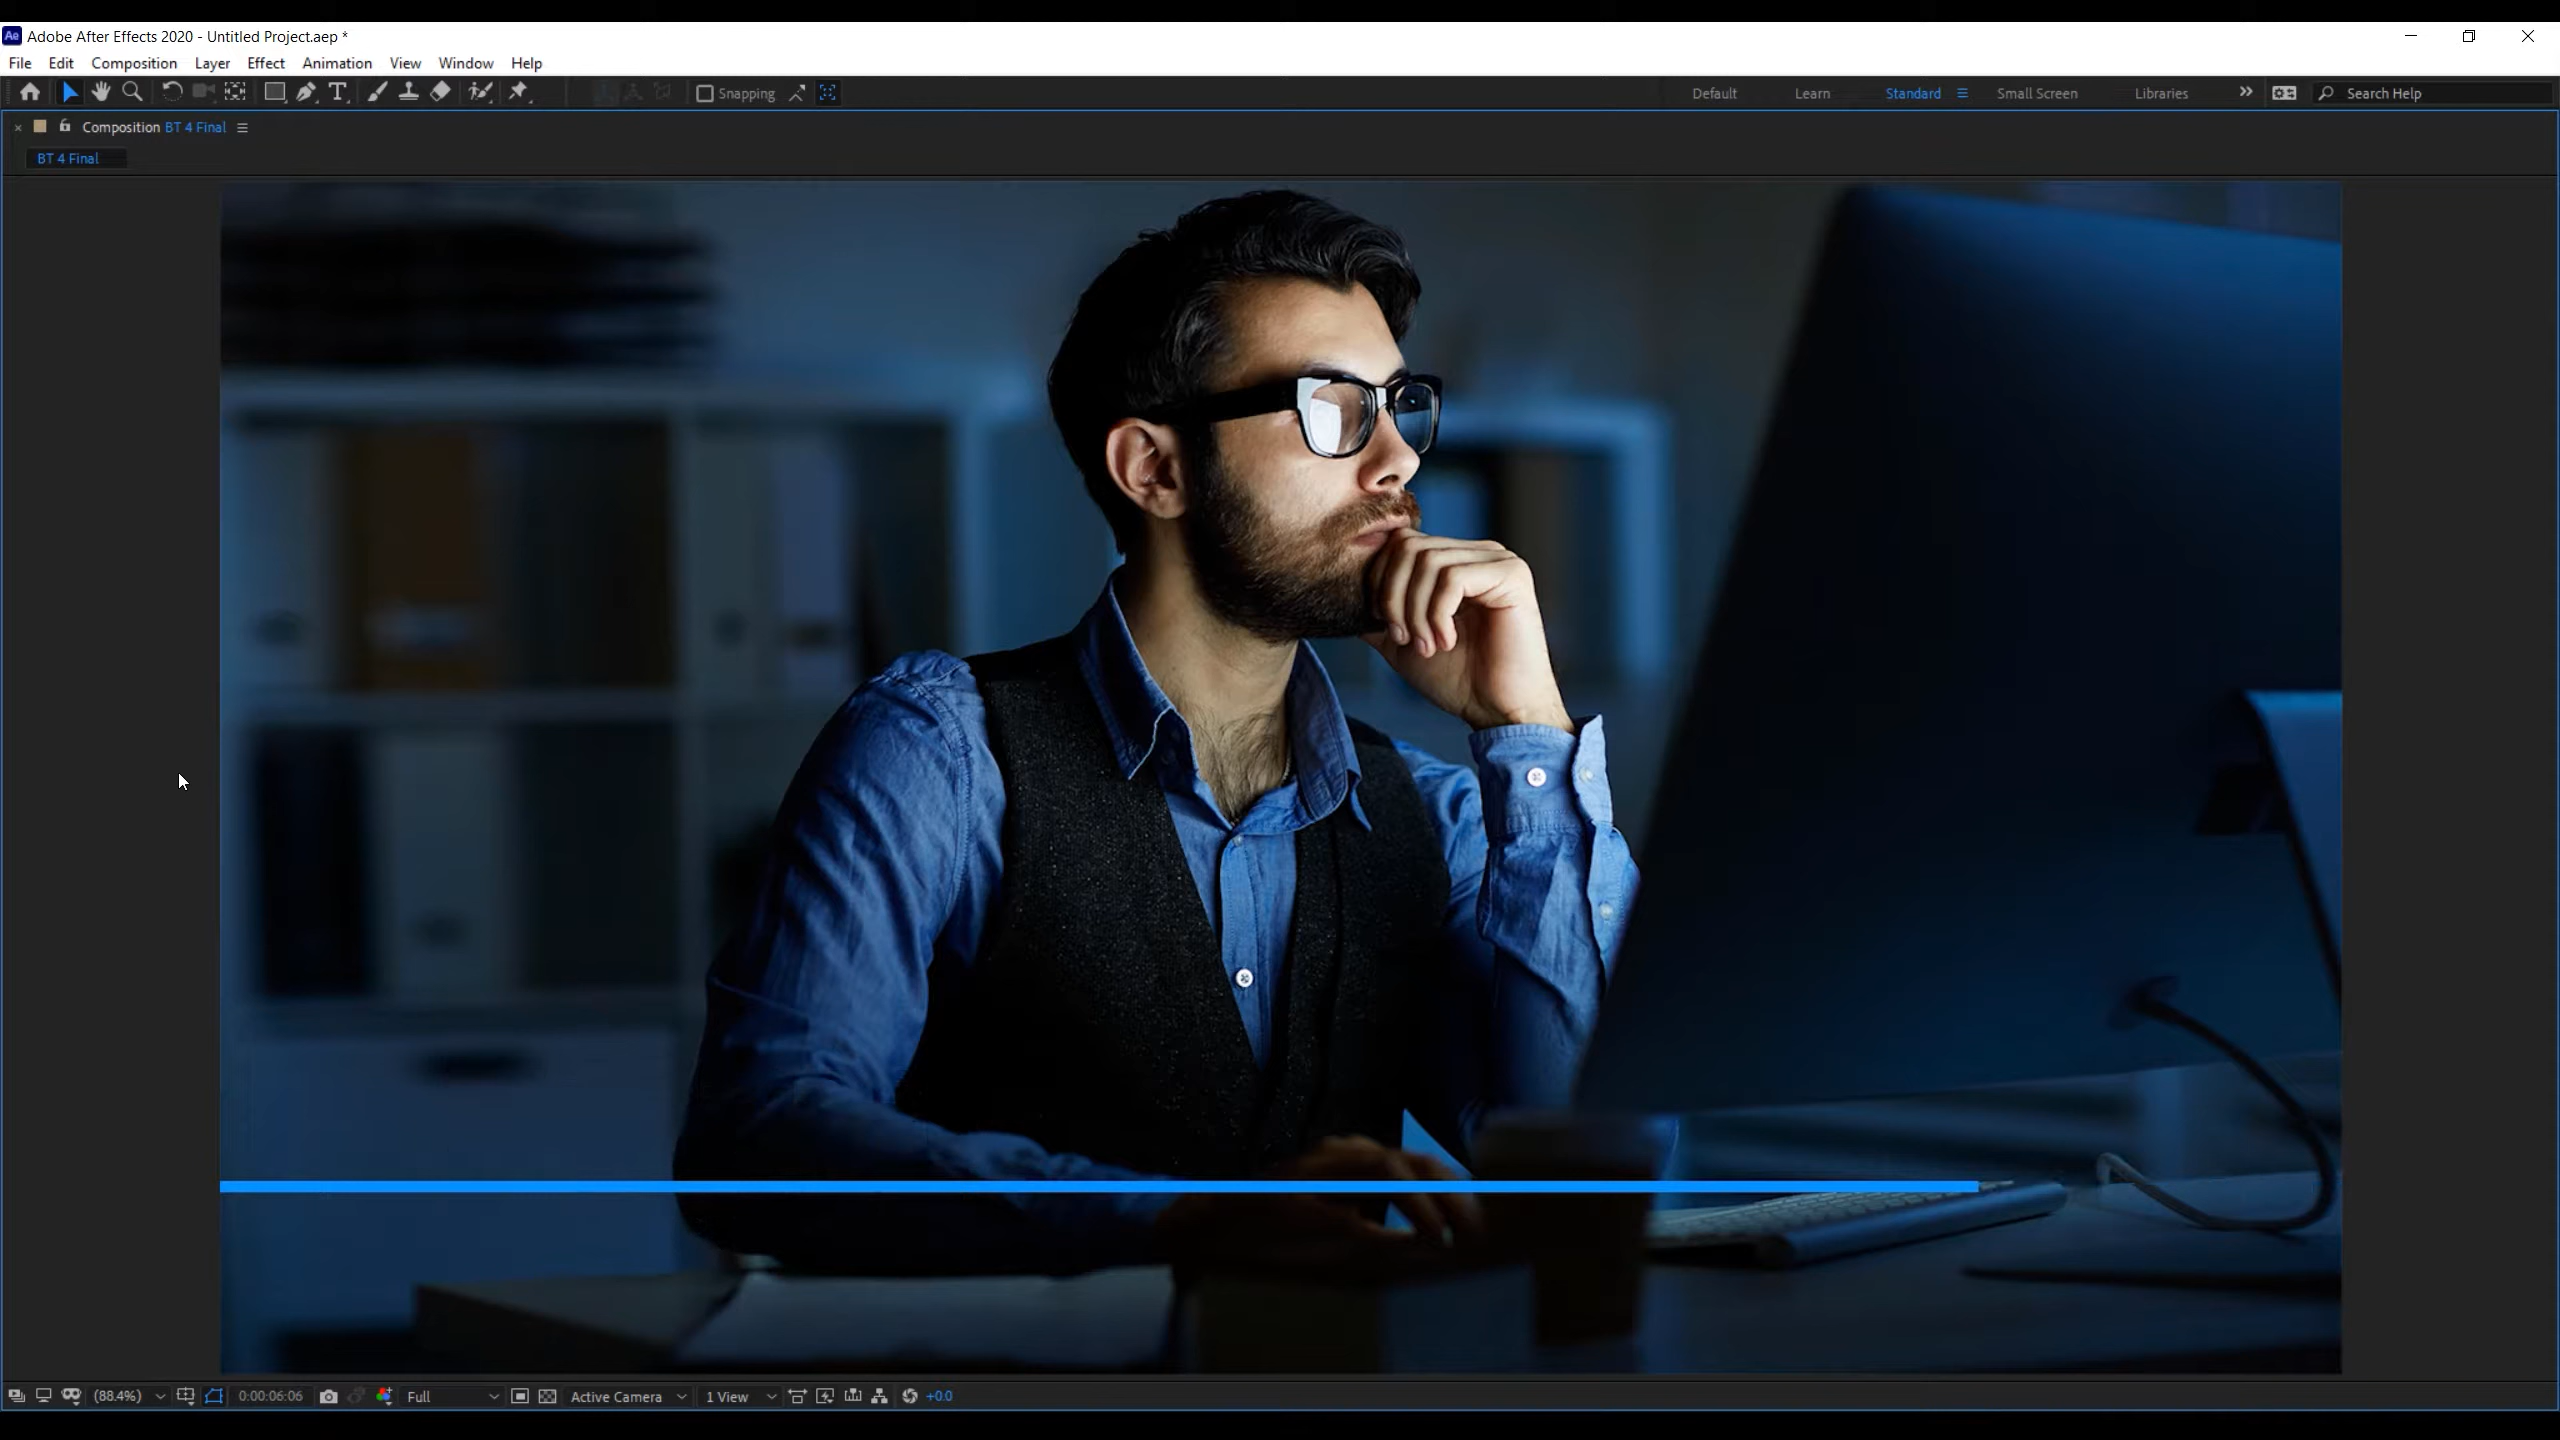 Ae Adobe After Effects 2020 - Untitled Project.aep *
File Edit Composition Layer Effect Animation View Window Help
T Snapping Default Learn Standard Small Screen Libraries Search Help
Composition BT 4 Final
BT 4 Final
(88.4%) 0:00:06:06 Full Active Camera 1 View +0.0